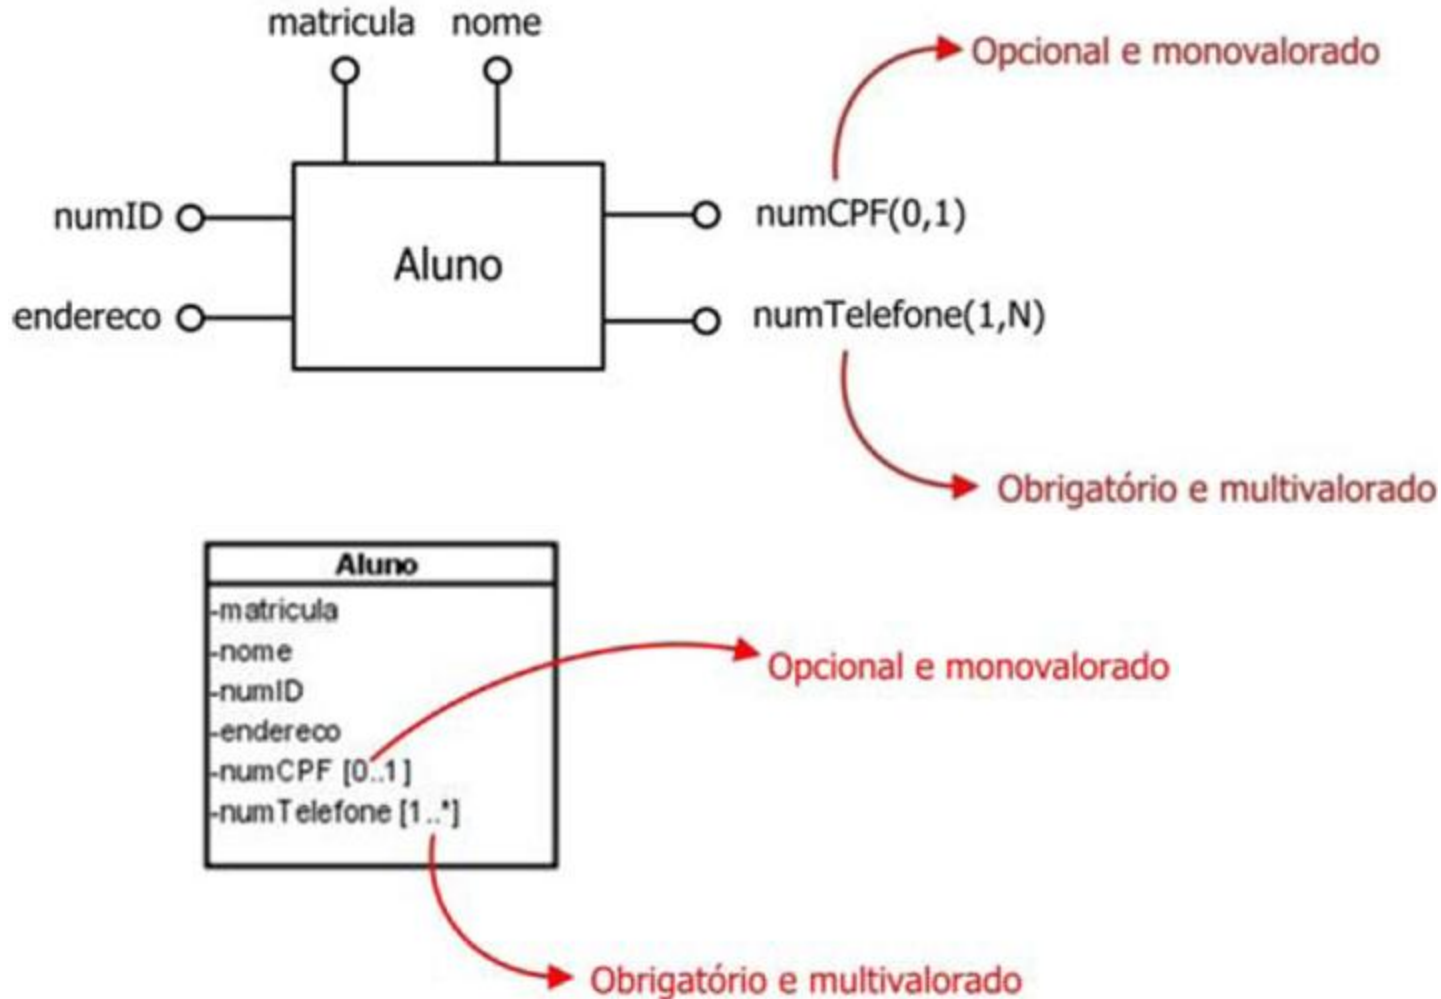 matricula nome
Opcional e monovalorado
numID
numCPF(0,1)
Aluno
endereco
numTelefone(1,N)
Obrigatório e multivalorado
Aluno
-matricula
-nome
-numID
-endereco
-numCPF [0..1]
-numTelefone [1..*]
Opcional e monovalorado
Obrigatório e multivalorado